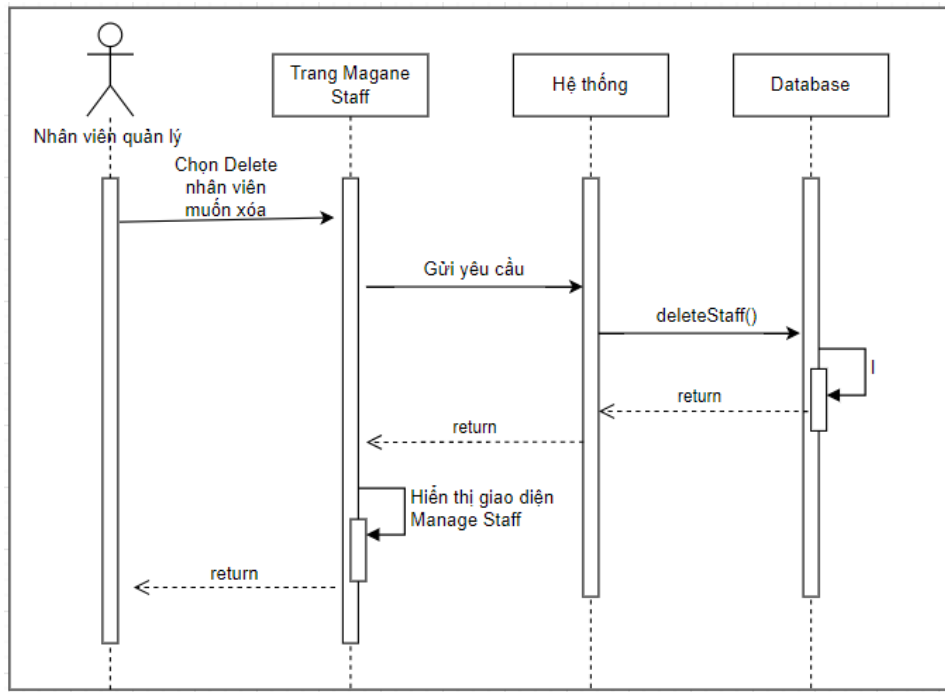 Trang Magane
Staff
Hệ thống
Database
Nhân viên quản lý
Chọn Delete
nhân viên
muốn xóa
Gửi yêu cầu
deleteStaff()
l
return
return
Hiển thị giao diện
Manage Staff
return